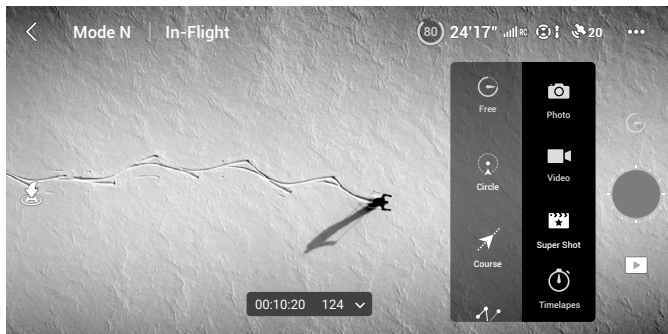 Mode N
In-Flight
80
24'17"
RC
20
Free
Photo
Circle
Video
Course
Super Shot
Timelapes
00:10:20 124